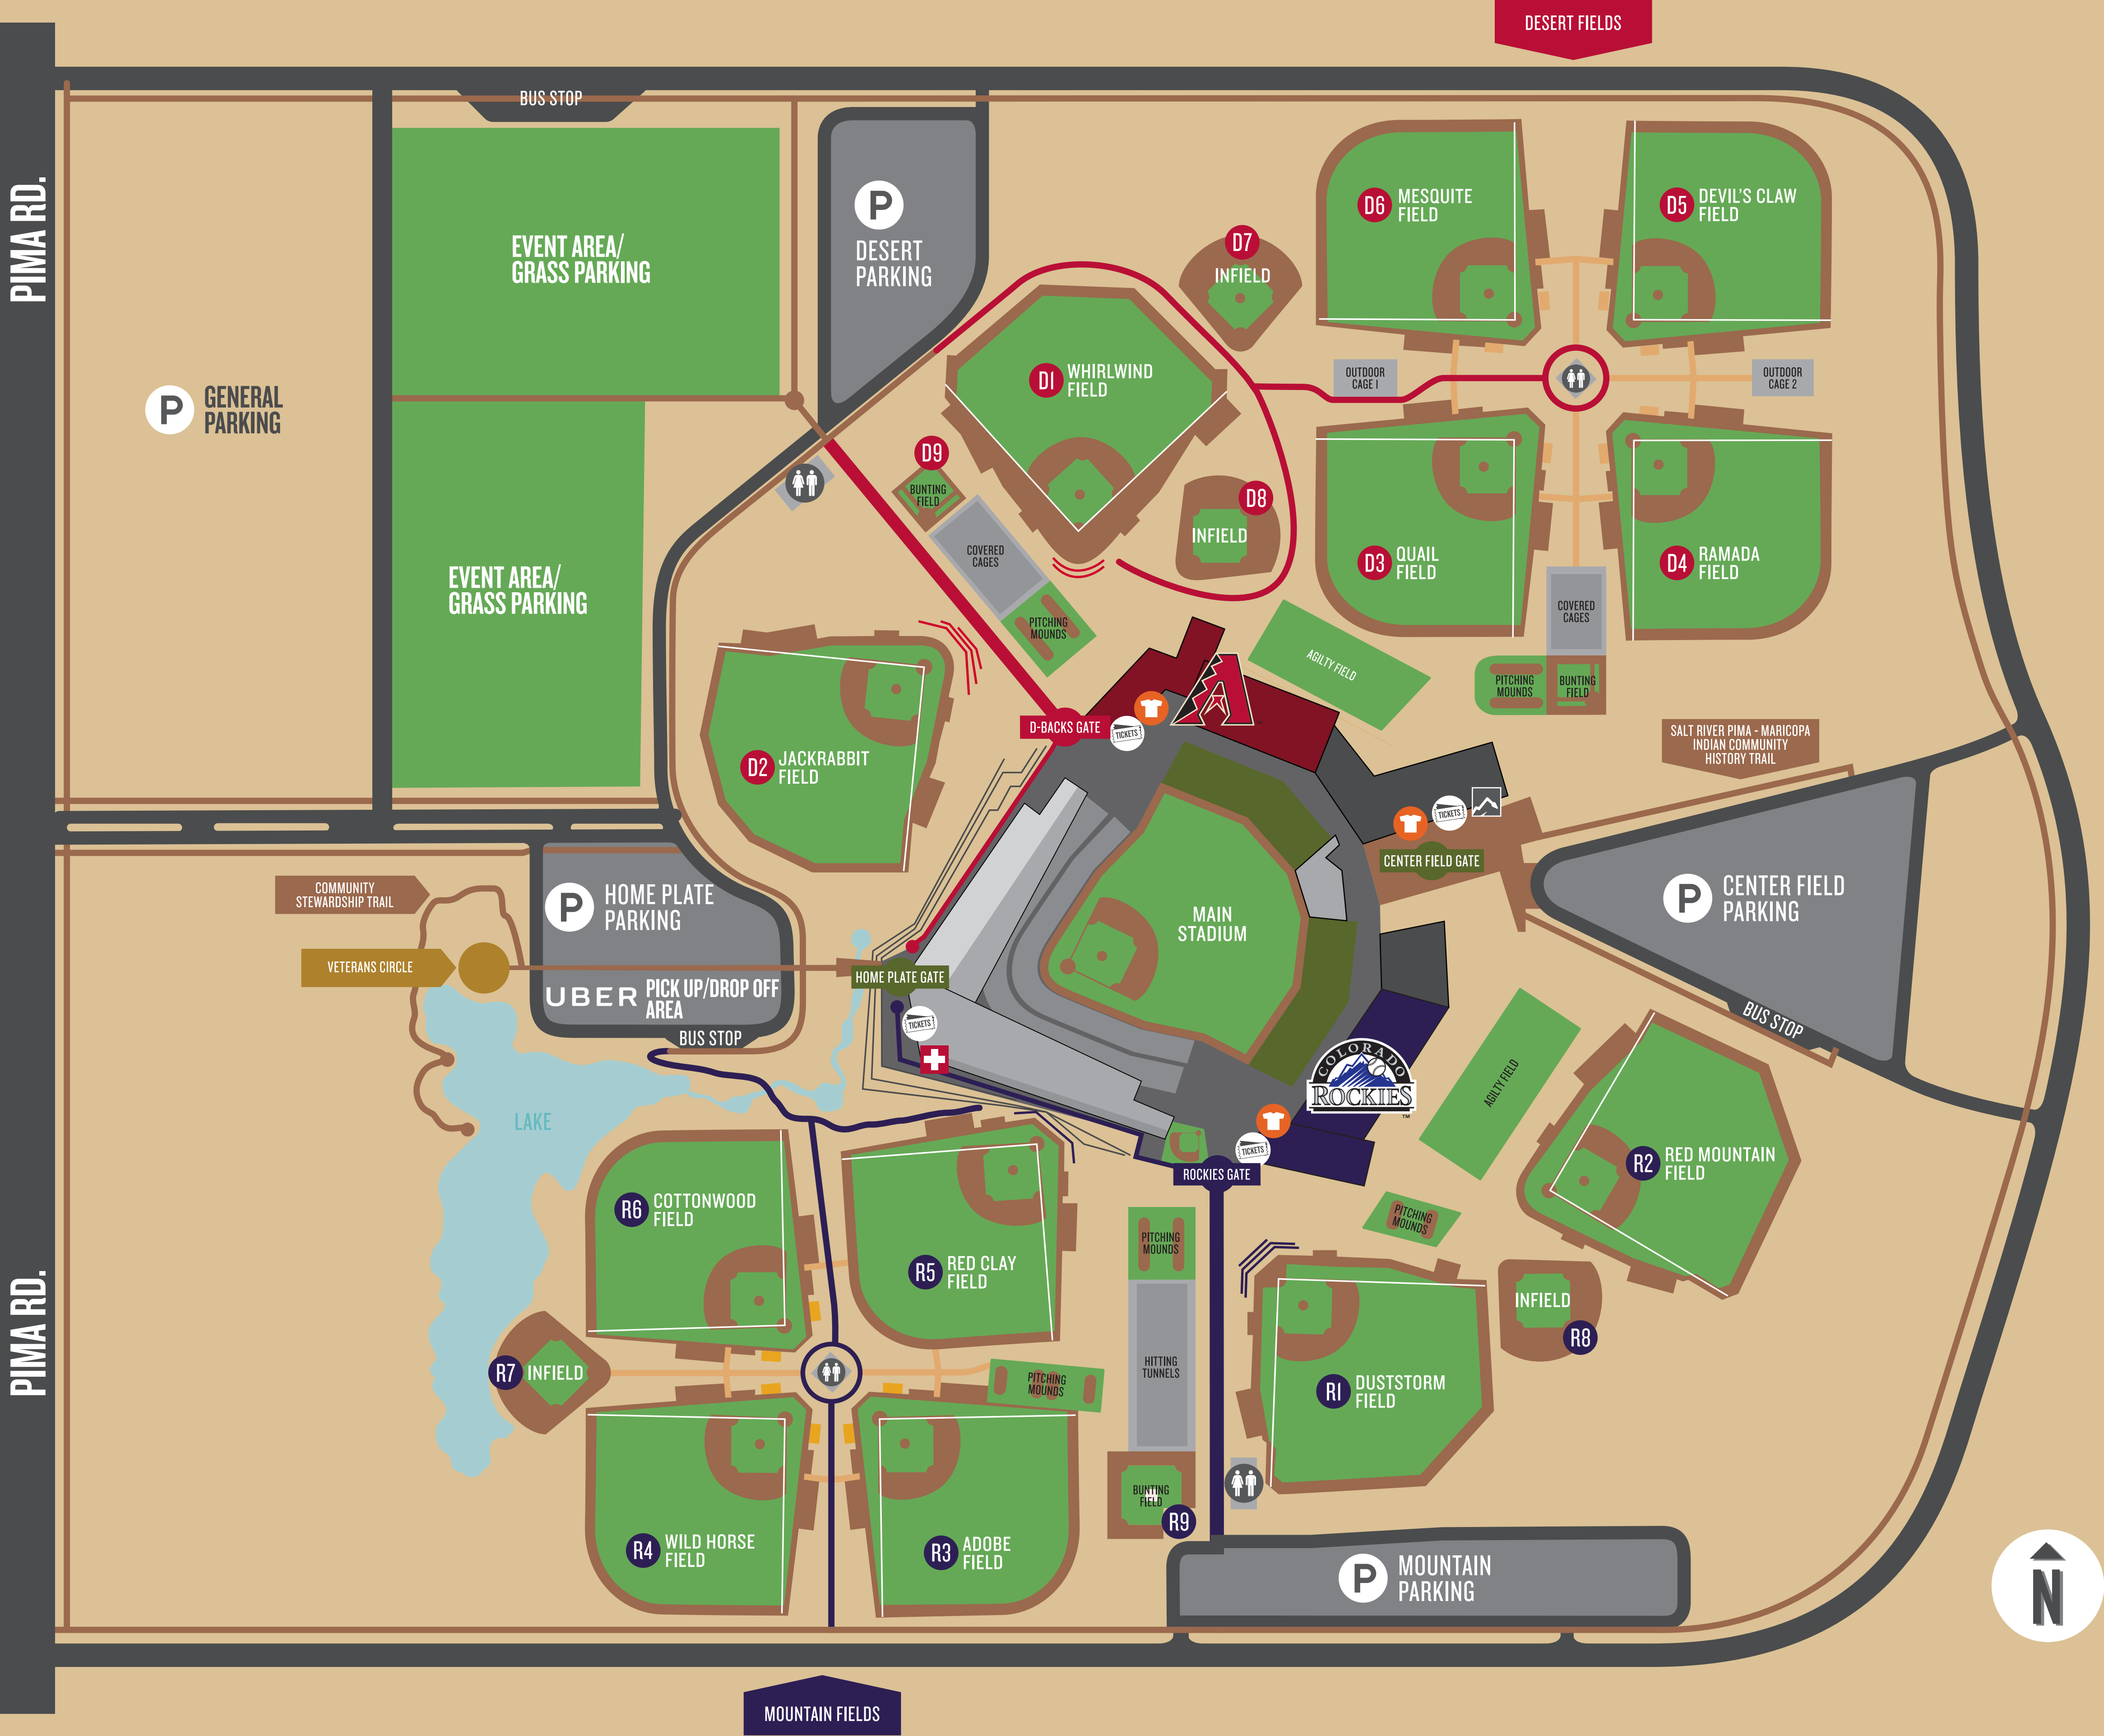 DESERT FIELDS
BUS STOP
PIMA RD.
EVENT AREA/
GRASS PARKING
P
DESERT
PARKING
D6
MESQUITE
FIELD
D5
DEVIL'S CLAW
FIELD
D7
INFIELD
D1
WHIRLWIND
FIELD
OUTDOOR
CAGE 1
OUTDOOR
CAGE 2
P
GENERAL
PARKING
D9
BUNTING
FIELD
D8
INFIELD
COVERED
CAGES
D3
QUAIL
FIELD
D4
RAMADA
FIELD
EVENT AREA/
GRASS PARKING
COVERED
CAGES
PITCHING
MOUNDS
AGILTY FIELD
PITCHING
MOUNDS
BUNTING
FIELD
A
D-BACKS GATE
TICKETS
SALT RIVER PIMA - MARICOPA
INDIAN COMMUNITY
HISTORY TRAIL
D2
JACKRABBIT
FIELD
TICKETS
CENTER FIELD GATE
COMMUNITY
STEWARDSHIP TRAIL
P
HOME PLATE
PARKING
P
CENTER FIELD
PARKING
MAIN
STADIUM
VETERANS CIRCLE
HOME PLATE GATE
UBER
PICK UP/DROP OFF
AREA
BUS STOP
TICKETS
BUS STOP
COLORADO
ROCKIES
TM
AGILTY FIELD
LAKE
TICKETS
ROCKIES GATE
R2
RED MOUNTAIN
FIELD
R6
COTTONWOOD
FIELD
PITCHING
MOUNDS
PITCHING
MOUNDS
R5
RED CLAY
FIELD
INFIELD
R8
PIMA RD.
R7
INFIELD
PITCHING
MOUNDS
HITTING
TUNNELS
R1
DUSTSTORM
FIELD
BUNTING
FIELD
R9
R4
WILD HORSE
FIELD
R3
ADOBE
FIELD
P
MOUNTAIN
PARKING
N
MOUNTAIN FIELDS